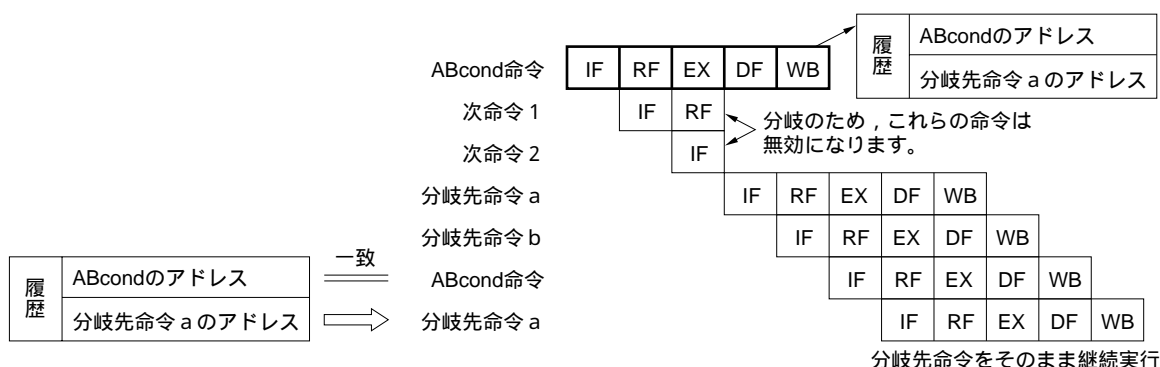 履歴
ABcondのアドレス
分岐先命令aのアドレス
ABcond命令 IF RF EX DF WB
次命令1 IF RF
分岐のため,これらの命令は
無効になります。
次命令2 IF
分岐先命令a IF RF EX DF WB
分岐先命令b IF RF EX DF WB
履歴
ABcondのアドレス
一致
ABcond命令 IF RF EX DF WB
分岐先命令aのアドレス
分岐先命令a IF RF EX DF WB
分岐先命令をそのまま継続実行